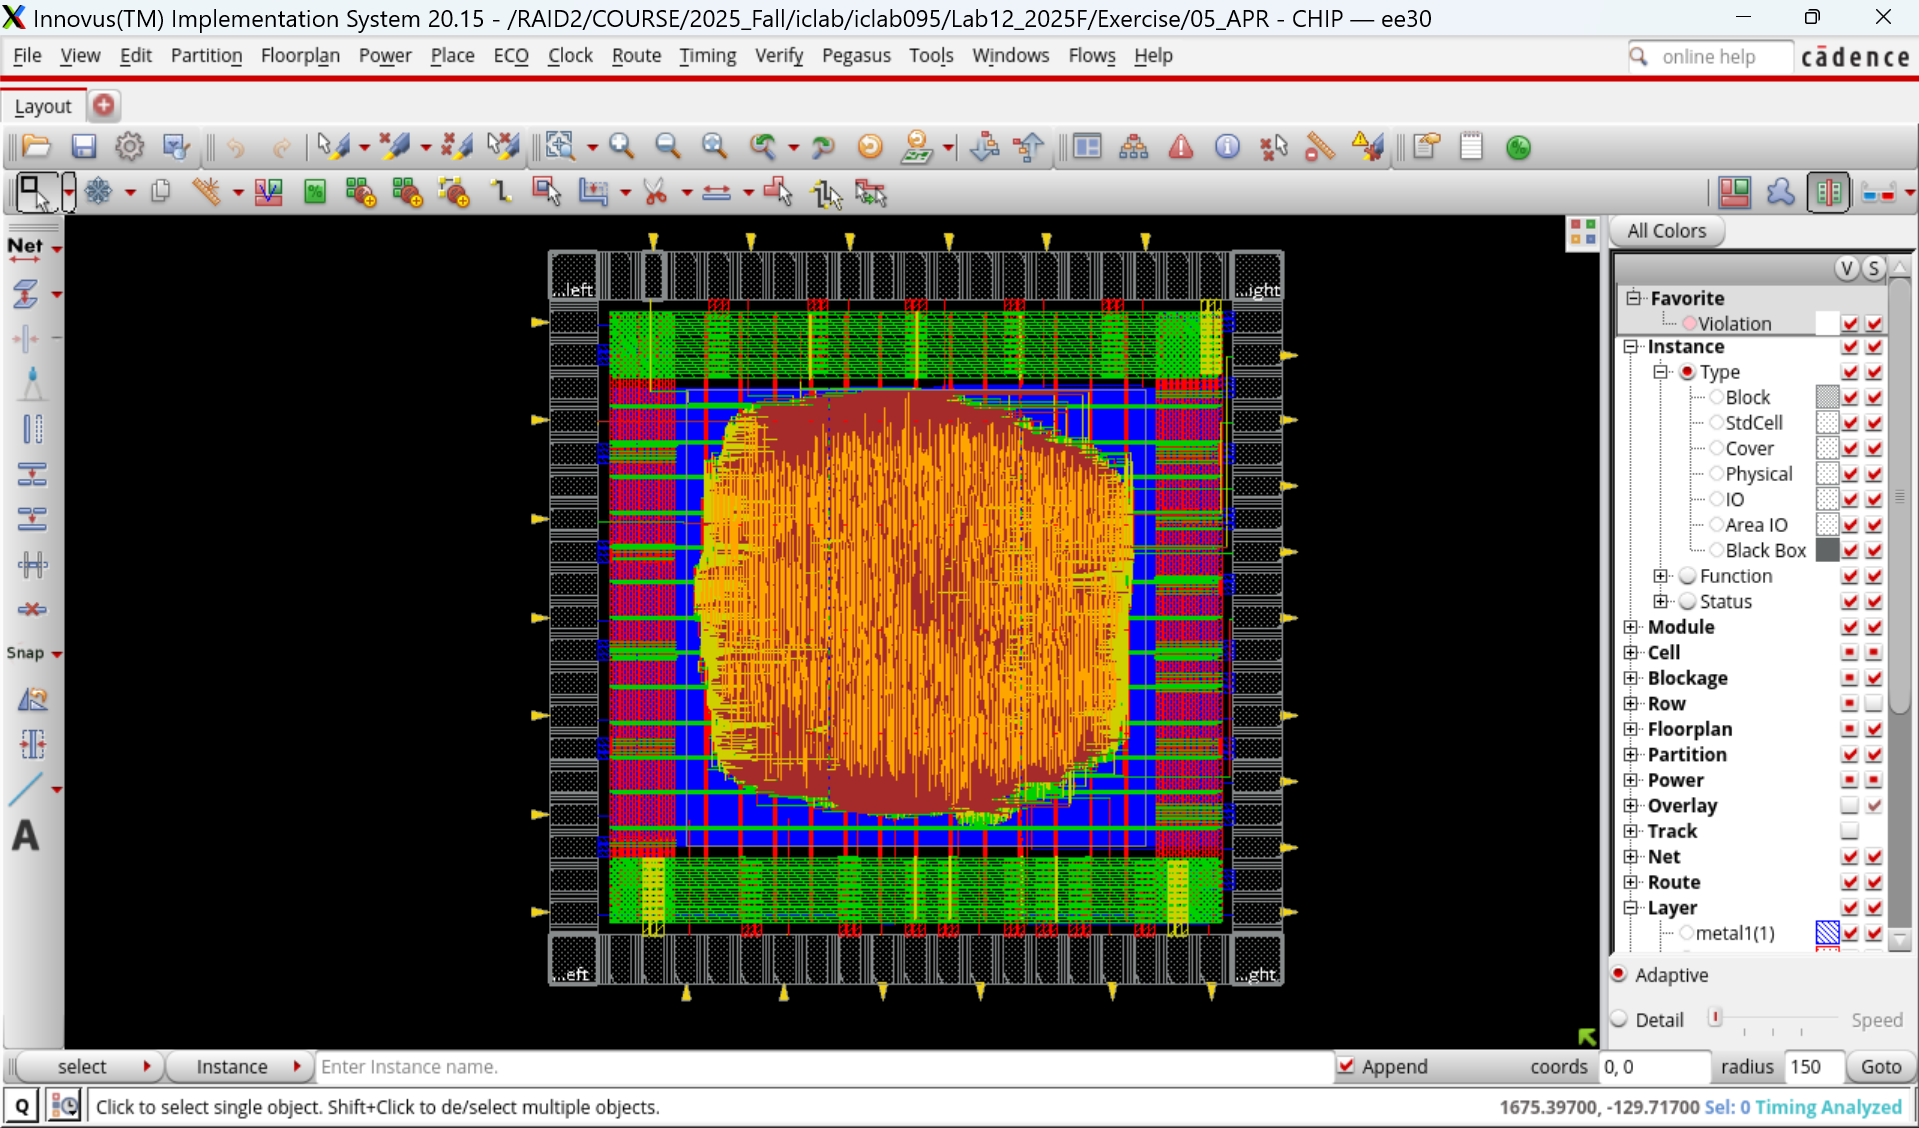 Innovus(TM) Implementation System 20.15 - /RAID2/COURSE/2025_Fall/iclab/iclab095/Lab12_2025F/Exercise/05_APR - CHIP — ee30
File View Edit Partition Floorplan Power Place ECO Clock Route Timing Verify Pegasus Tools Windows Flows Help
online help
cādence
Layout
Net
Snap
A
...left
...ight
...eft
...ght
All Colors
V S
Favorite
Violation
Instance
Type
Block
StdCell
Cover
Physical
IO
Area IO
Black Box
Function
Status
Module
Cell
Blockage
Row
Floorplan
Partition
Power
Overlay
Track
Net
Route
Layer
metal1(1)
Adaptive
Detail
Speed
select
Instance
Enter Instance name.
Append
coords 0, 0
radius 150
Goto
Q
Click to select single object. Shift+Click to de/select multiple objects.
1675.39700, -129.71700 Sel: 0 Timing Analyzed